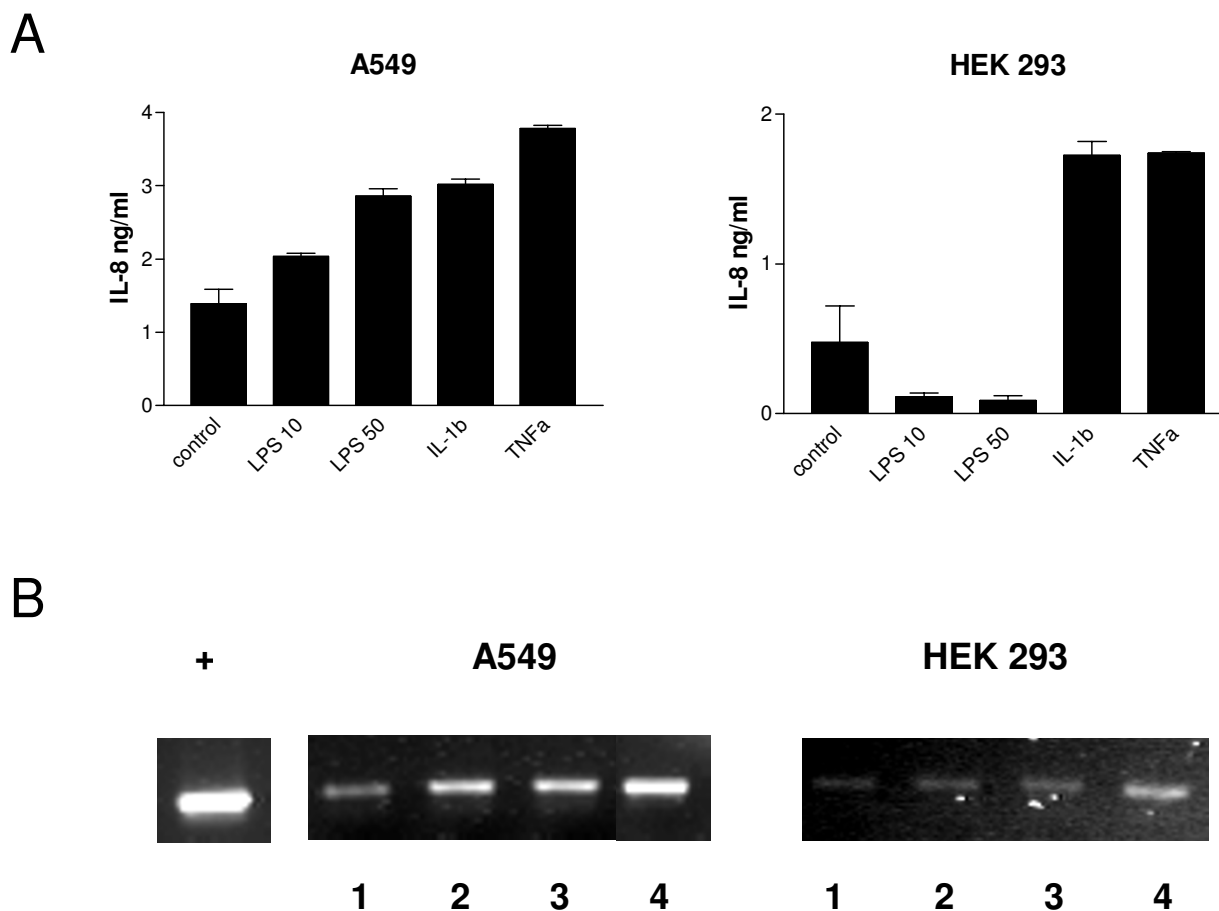 A
A549
HEK 293
IL-8 ng/ml
4
3
2
1
0
control
LPS 10
LPS 50
IL-1b
TNFa
IL-8 ng/ml
2
1
0
control
LPS 10
LPS 50
IL-1b
TNFa
B
+
A549
HEK 293
1 2 3 4
1 2 3 4